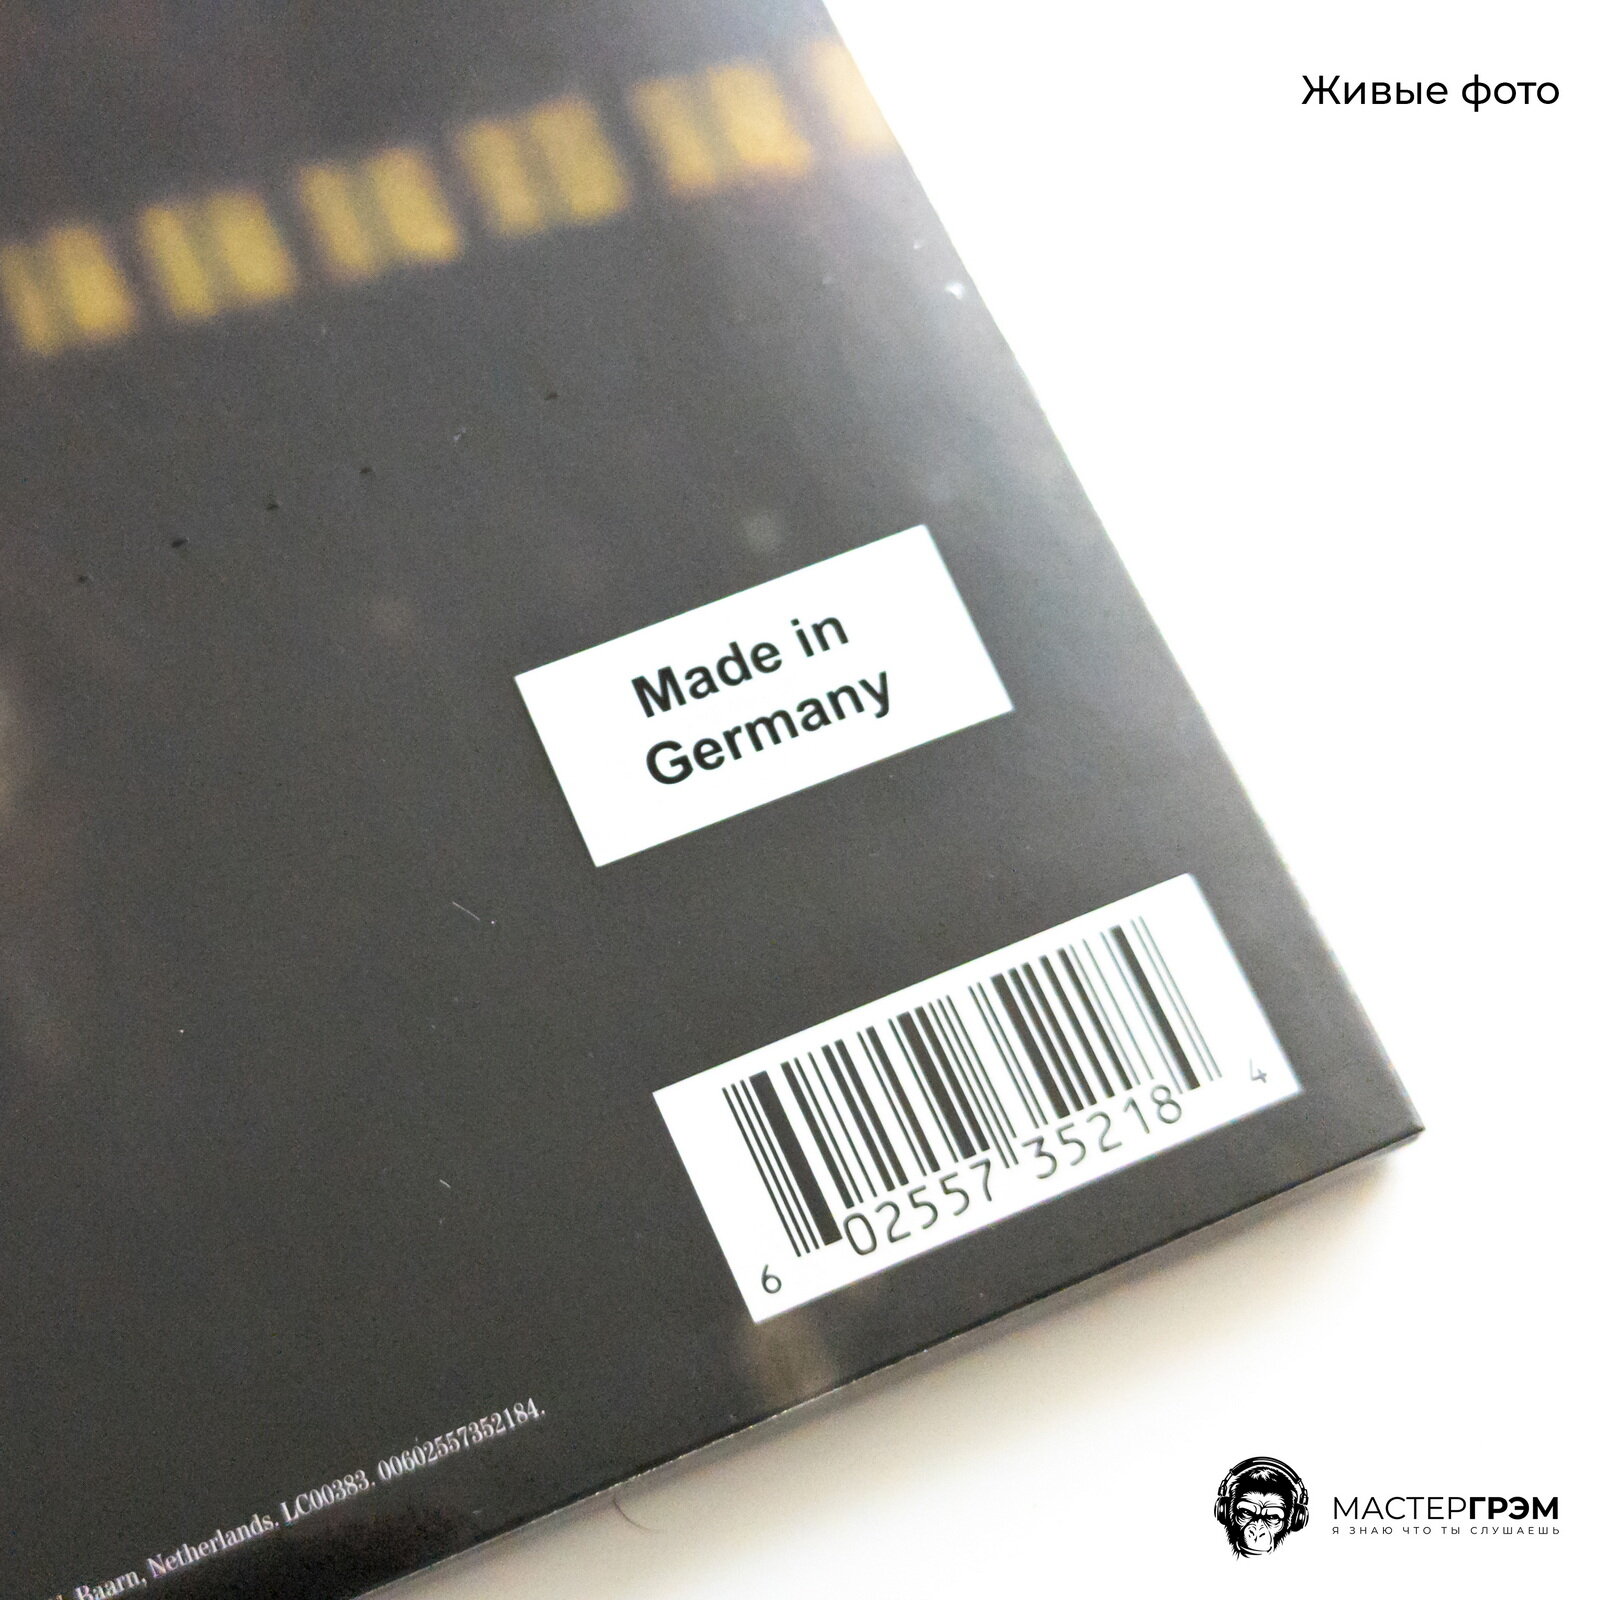 Живые фото
Made in
Germany
6 02557 35218 4
Baarn, Netherlands. LC00383. 00602557352184.
МАСТЕРГРЭМ
Я ЗНАЮ ЧТО ТЫ СЛУШАЕШЬ